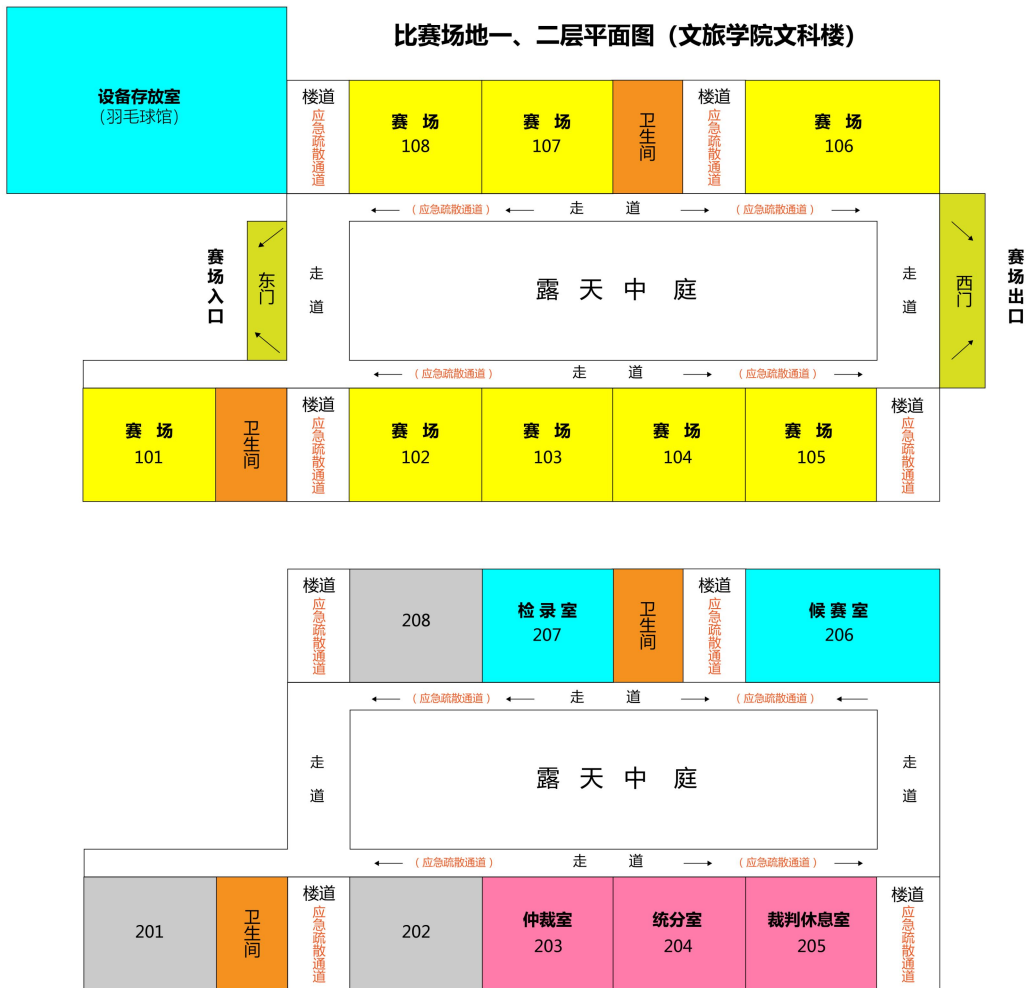 比赛场地一、二层平面图（文旅学院文科楼）
设备存放室
（羽毛球馆）
楼道
应急疏散通道
赛 场
108
赛 场
107
卫生间
楼道
应急疏散通道
赛 场
106
（应急疏散通道）
走 道
（应急疏散通道）
赛场入口
东门
走道
露 天 中 庭
走道
西门
赛场出口
（应急疏散通道）
走 道
（应急疏散通道）
赛 场
101
卫生间
楼道
应急疏散通道
赛 场
102
赛 场
103
赛 场
104
赛 场
105
楼道
应急疏散通道
楼道
应急疏散通道
208
检 录 室
207
卫生间
楼道
应急疏散通道
候 赛 室
206
（应急疏散通道）
走 道
（应急疏散通道）
走道
露 天 中 庭
走道
（应急疏散通道）
走 道
（应急疏散通道）
201
卫生间
楼道
应急疏散通道
202
仲裁室
203
统分室
204
裁判休息室
205
楼道
应急疏散通道